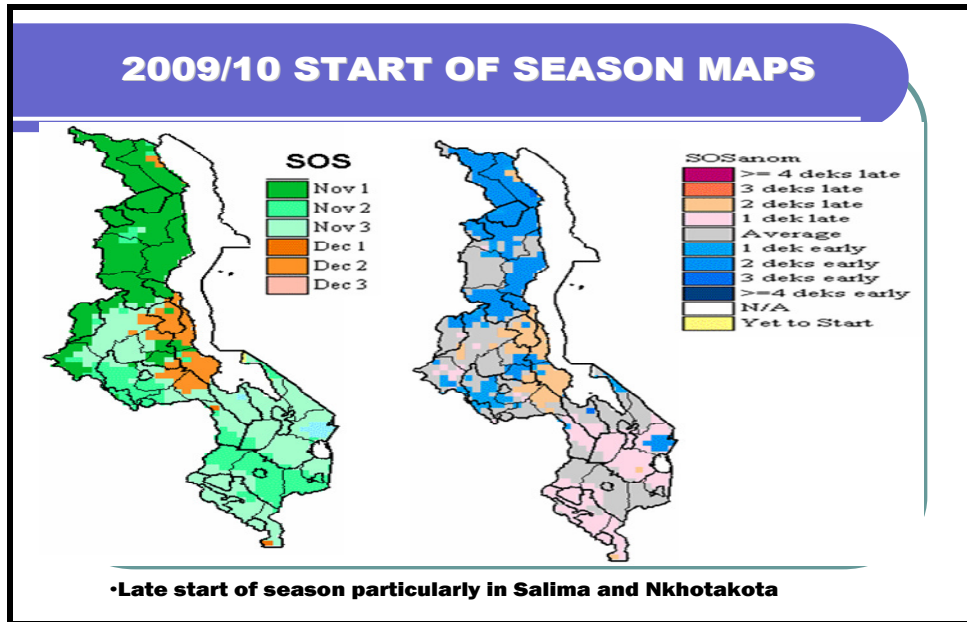 2009/10 START OF SEASON MAPS
SOS
Nov 1
Nov 2
Nov 3
Dec 1
Dec 2
Dec 3
SOSanom
>= 4 deks late
3 deks late
2 deks late
1 dek late
Average
1 dek early
2 deks early
3 deks early
>=4 deks early
N/A
Yet to Start
•Late start of season particularly in Salima and Nkhotakota